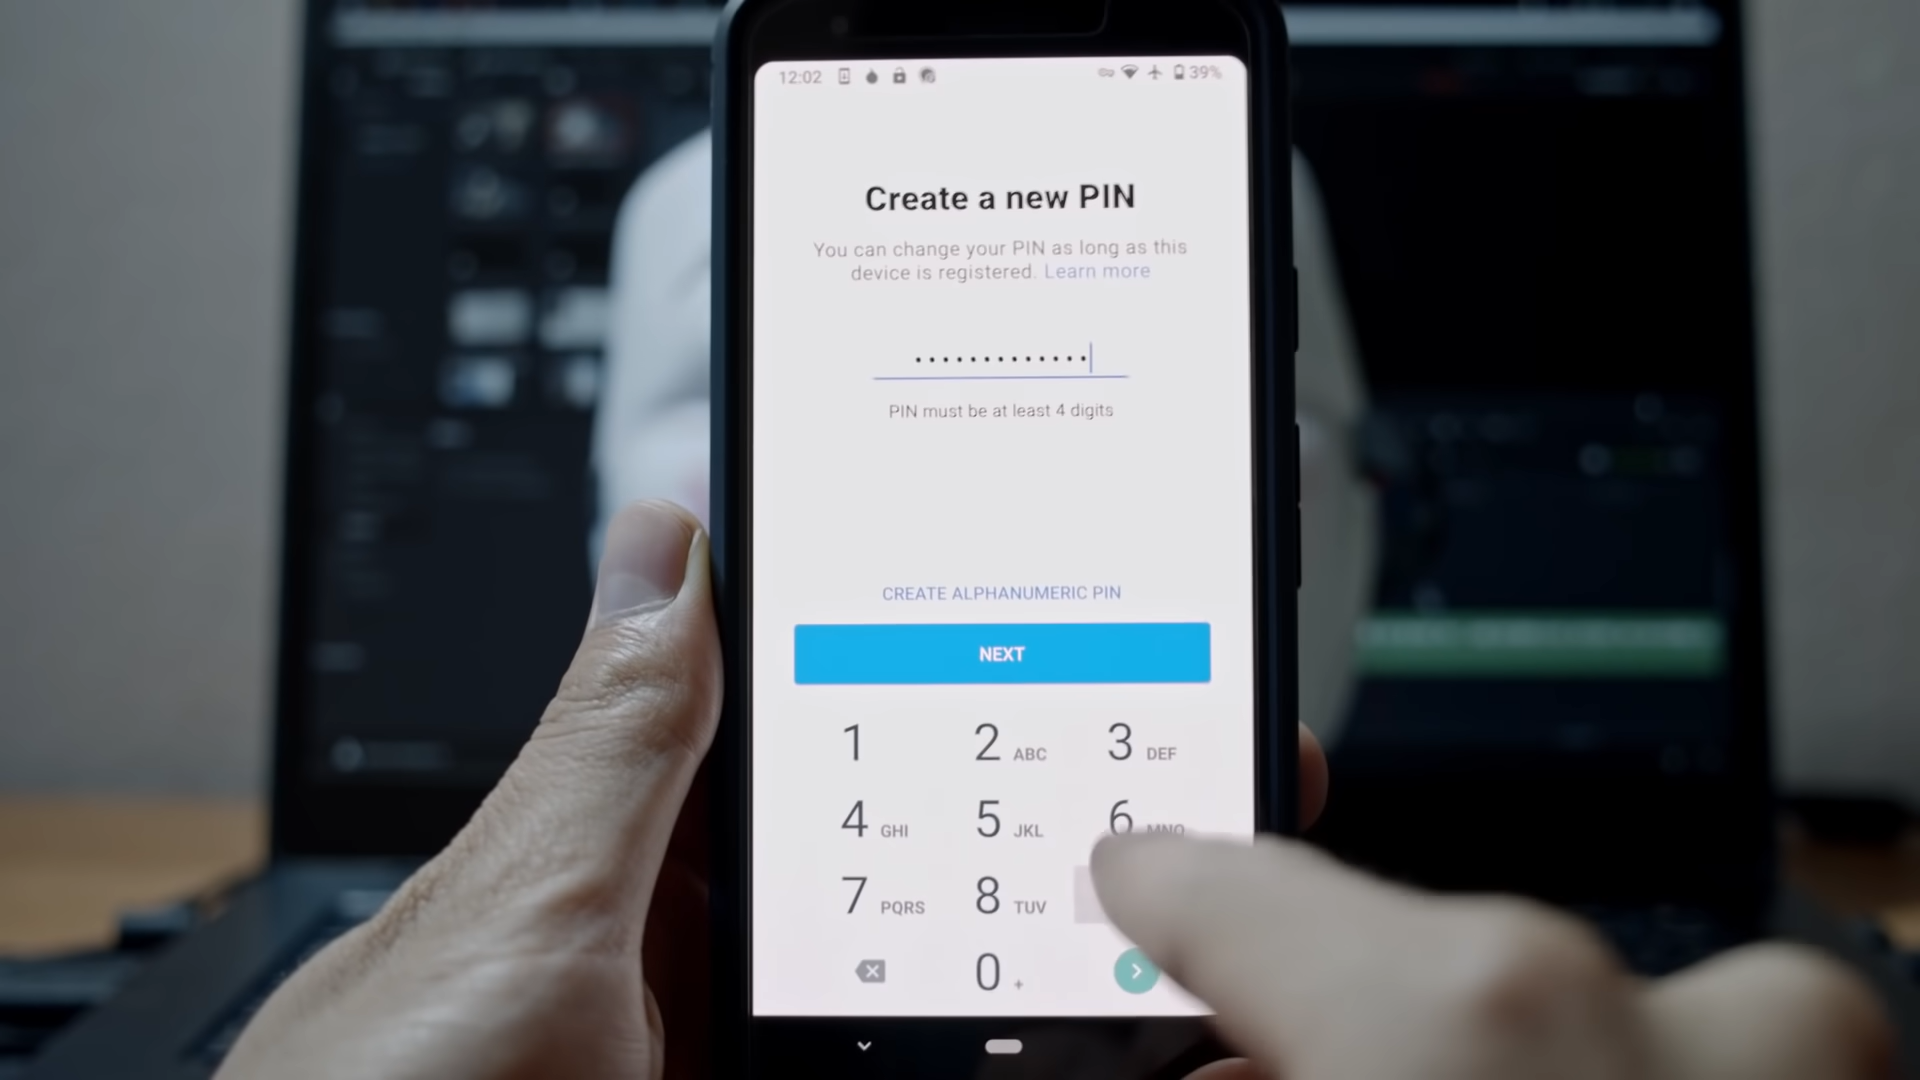 12:02 39%
Create a new PIN
You can change your PIN as long as this
device is registered. Learn more
PIN must be at least 4 digits
CREATE ALPHANUMERIC PIN
NEXT
1 2 ABC 3 DEF
4 GHI 5 JKL 6 MNO
7 PQRS 8 TUV
0 +